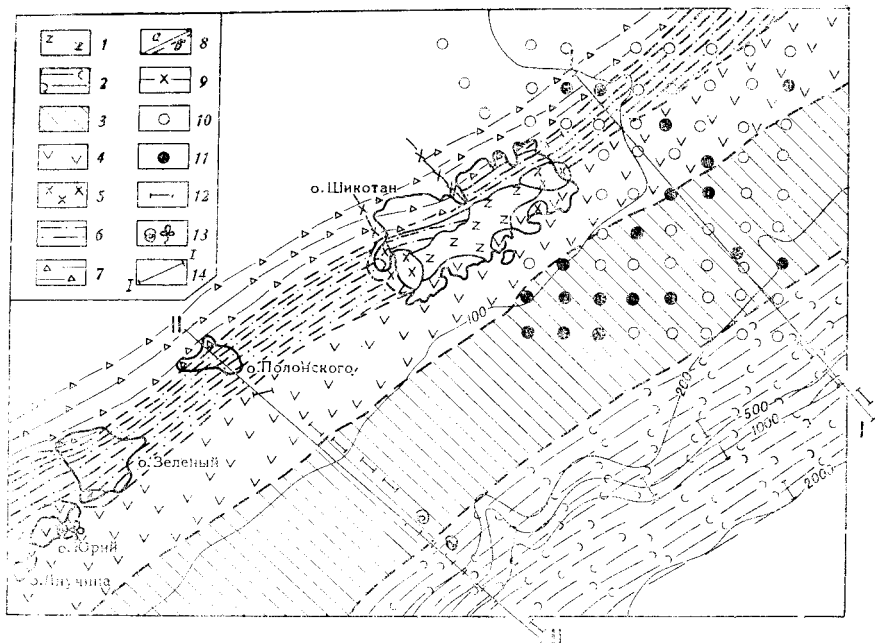 1 8
2 9
3 10
4 11
5 12
6 13
7 14
а в
I I
о. Шикотан
II
о. Полонского
о. Зеленый
о. Юрий
о. Анучина
100
200
500
1000
2000
I
II